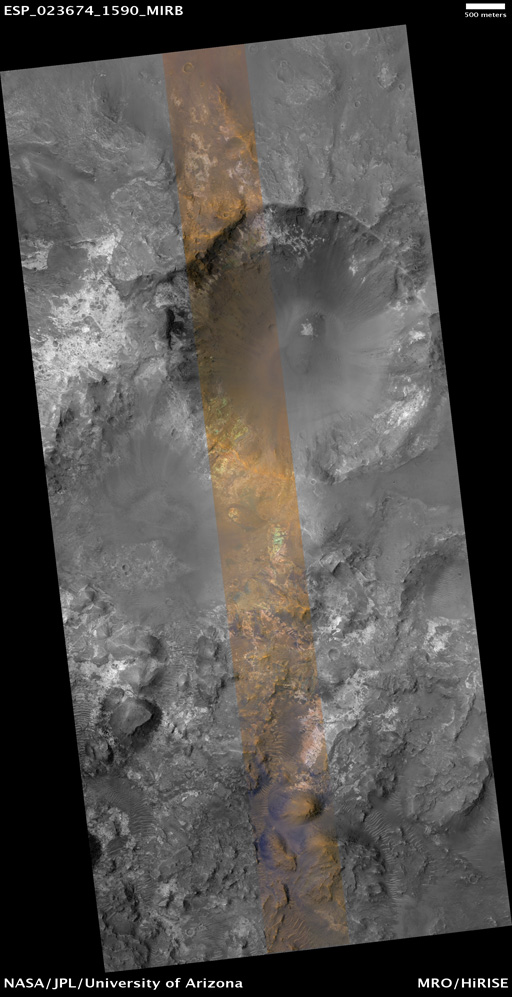 ESP_023674_1590_MIRB
500 meters
NASA/JPL/University of Arizona
MRO/HiRISE